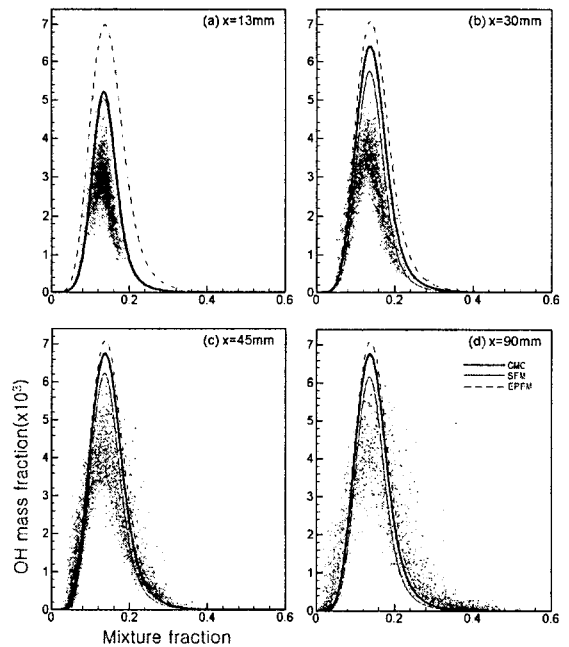 (a) x=13mm
7
6
5
4
3
2
1
0
0 0.2 0.4 0.6
(b) x=30mm
7
6
5
4
3
2
1
0
0 0.2 0.4 0.6
(c) x=45mm
7
6
5
4
3
2
1
0
0 0.2 0.4 0.6
(d) x=90mm
CMC
SFM
EPFM
7
6
5
4
3
2
1
0
0 0.2 0.4 0.6
OH mass fraction(x10³)
Mixture fraction